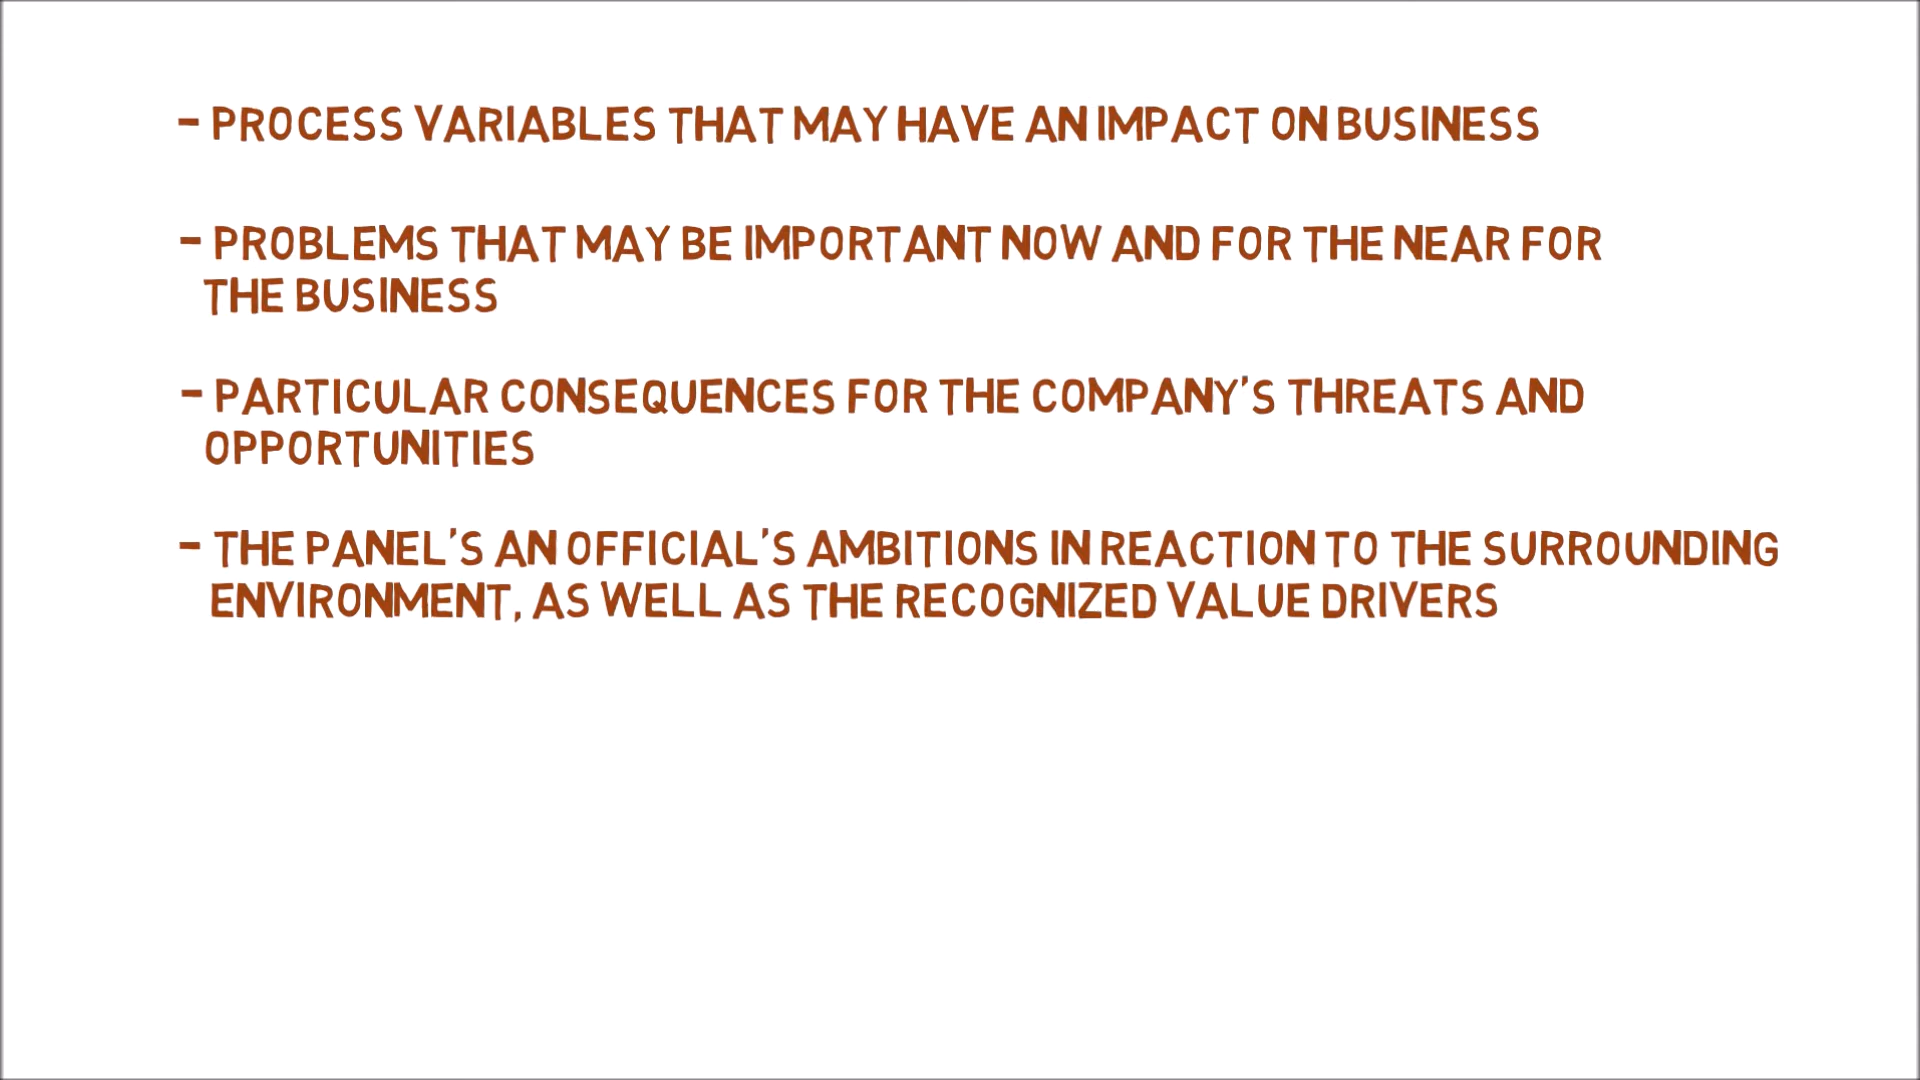 - PROCESS VARIABLES THAT MAY HAVE AN IMPACT ON BUSINESS
- PROBLEMS THAT MAY BE IMPORTANT NOW AND FOR THE NEAR FOR
THE BUSINESS
- PARTICULAR CONSEQUENCES FOR THE COMPANY'S THREATS AND
OPPORTUNITIES
- THE PANEL'S AN OFFICIAL'S AMBITIONS IN REACTION TO THE SURROUNDING
ENVIRONMENT, AS WELL AS THE RECOGNIZED VALUE DRIVERS